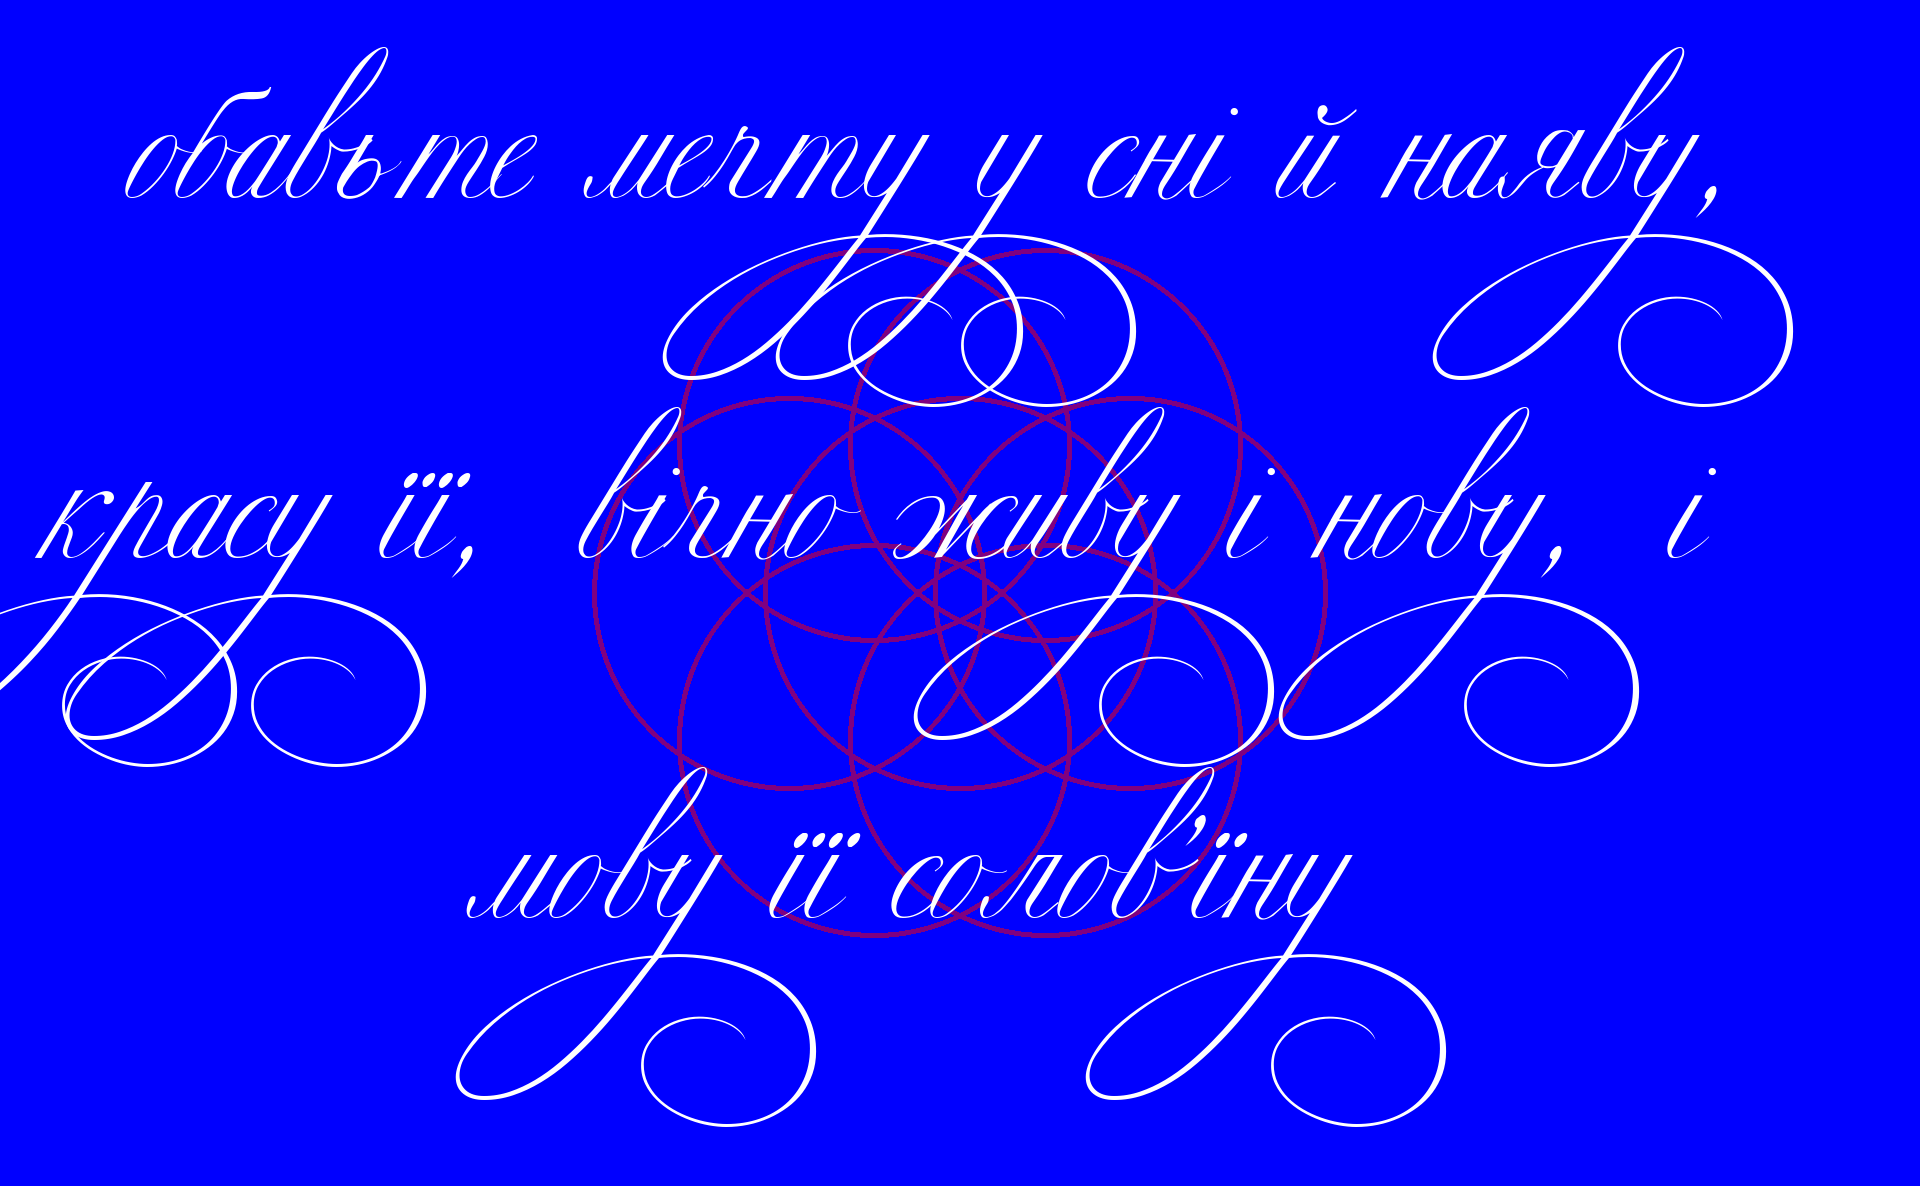 обавьте мечту у сні й наяву,
красу її, вічно живу і нову, і
мову її солов'їну